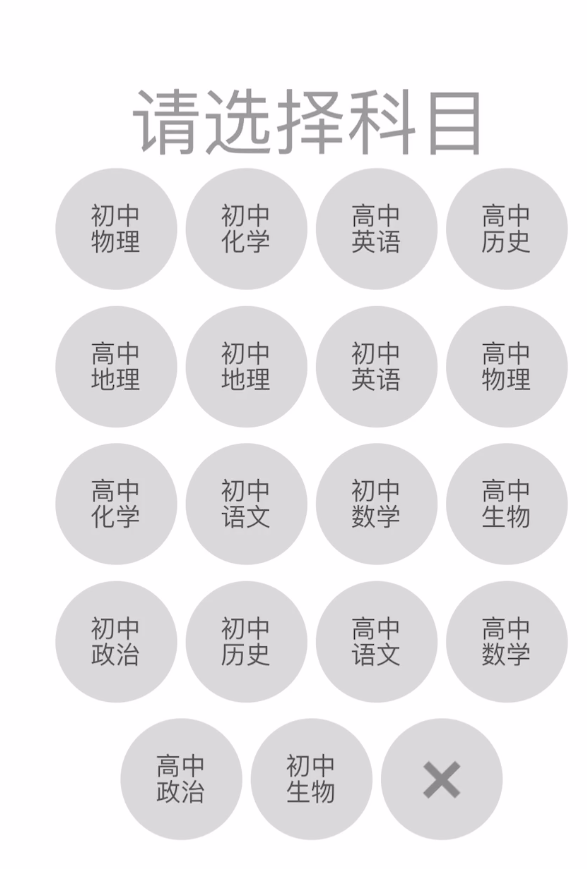 请选择科目
初中
物理
初中
化学
高中
英语
高中
历史
高中
地理
初中
地理
初中
英语
高中
物理
高中
化学
初中
语文
初中
数学
高中
生物
初中
政治
初中
历史
高中
语文
高中
数学
高中
政治
初中
生物